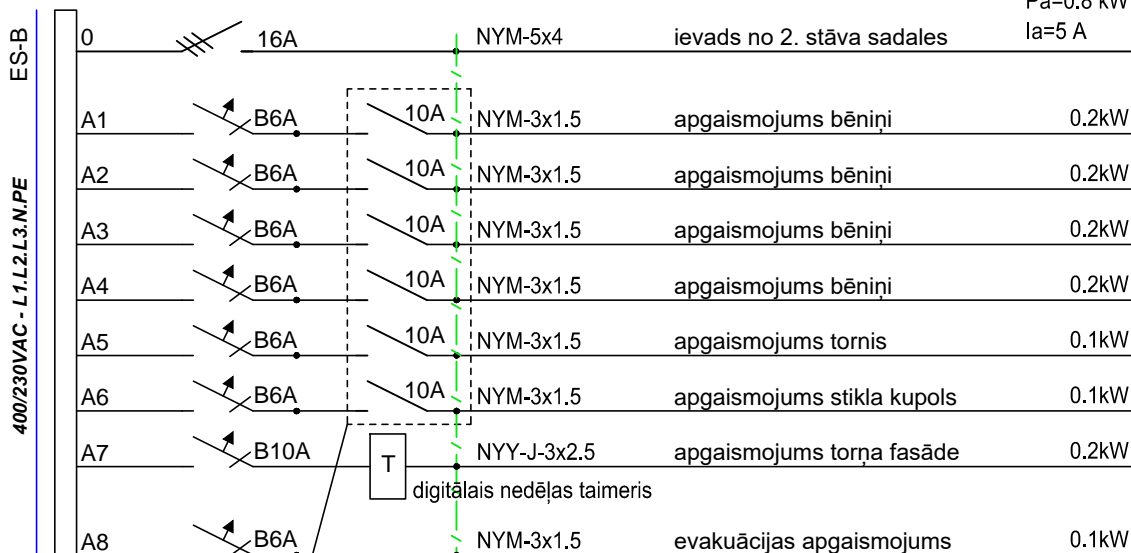 Pa=0.8 kW
ES-B
0 16A NYM-5x4 ievads no 2. stāva sadales Ia=5 A
A1 B6A 10A NYM-3x1.5 apgaismojums bēniņi 0.2kW
A2 B6A 10A NYM-3x1.5 apgaismojums bēniņi 0.2kW
A3 B6A 10A NYM-3x1.5 apgaismojums bēniņi 0.2kW
A4 B6A 10A NYM-3x1.5 apgaismojums bēniņi 0.2kW
400/230VAC - L1.L2.L3.N.PE
A5 B6A 10A NYM-3x1.5 apgaismojums tornis 0.1kW
A6 B6A 10A NYM-3x1.5 apgaismojums stikla kupols 0.1kW
A7 B10A T NYY-J-3x2.5 apgaismojums torņa fasāde 0.2kW
digitālais nedēļas taimeris
A8 B6A NYM-3x1.5 evakuācijas apgaismojums 0.1kW